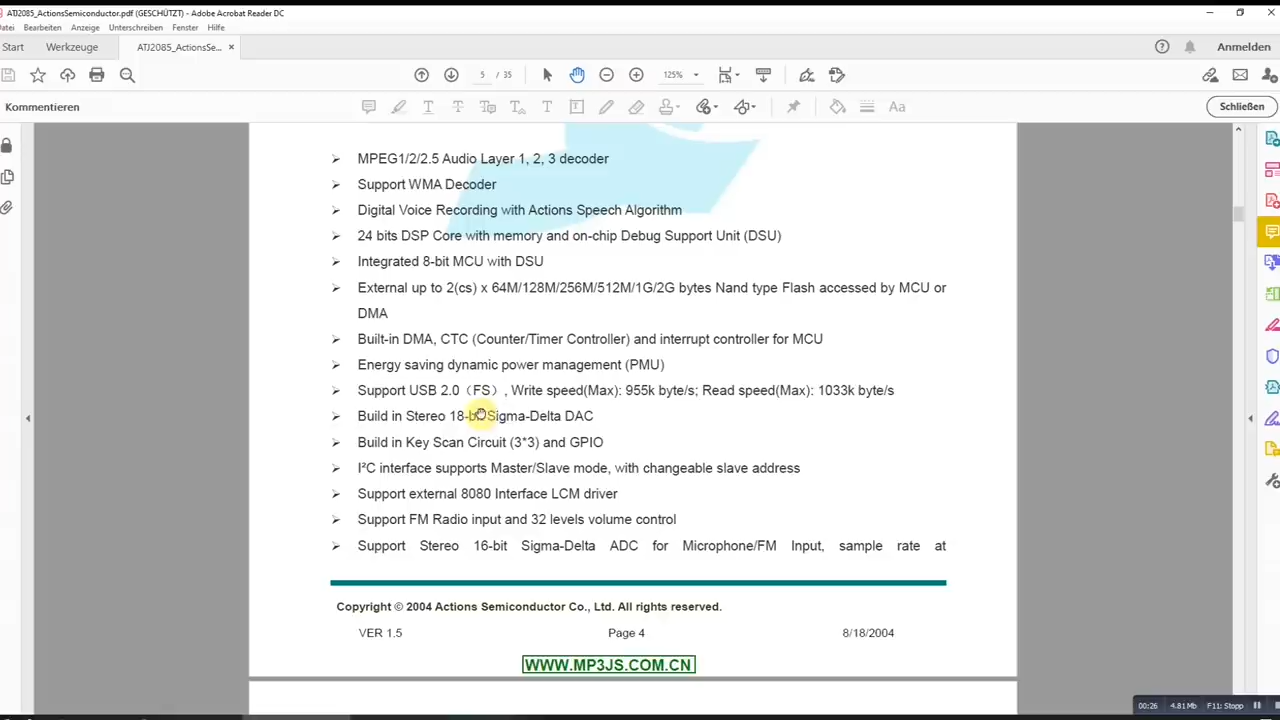 ATJ2085_ActionsSemiconductor.pdf (GESCHÜTZT) - Adobe Acrobat Reader DC
Datei Bearbeiten Anzeige Unterschreiben Fenster Hilfe
Start Werkzeuge ATJ2085_ActionsSe... Anmelden
5 / 35 125%
Kommentieren Schließen
MPEG1/2/2.5 Audio Layer 1, 2, 3 decoder
Support WMA Decoder
Digital Voice Recording with Actions Speech Algorithm
24 bits DSP Core with memory and on-chip Debug Support Unit (DSU)
Integrated 8-bit MCU with DSU
External up to 2(cs) x 64M/128M/256M/512M/1G/2G bytes Nand type Flash accessed by MCU or
DMA
Built-in DMA, CTC (Counter/Timer Controller) and interrupt controller for MCU
Energy saving dynamic power management (PMU)
Support USB 2.0（FS）, Write speed(Max): 955k byte/s; Read speed(Max): 1033k byte/s
Build in Stereo 18-bit Sigma-Delta DAC
Build in Key Scan Circuit (3*3) and GPIO
I²C interface supports Master/Slave mode, with changeable slave address
Support external 8080 Interface LCM driver
Support FM Radio input and 32 levels volume control
Support Stereo 16-bit Sigma-Delta ADC for Microphone/FM Input, sample rate at
Copyright © 2004 Actions Semiconductor Co., Ltd. All rights reserved.
VER 1.5 Page 4 8/18/2004
WWW.MP3JS.COM.CN
00:26 4.81Mb F11: Stopp